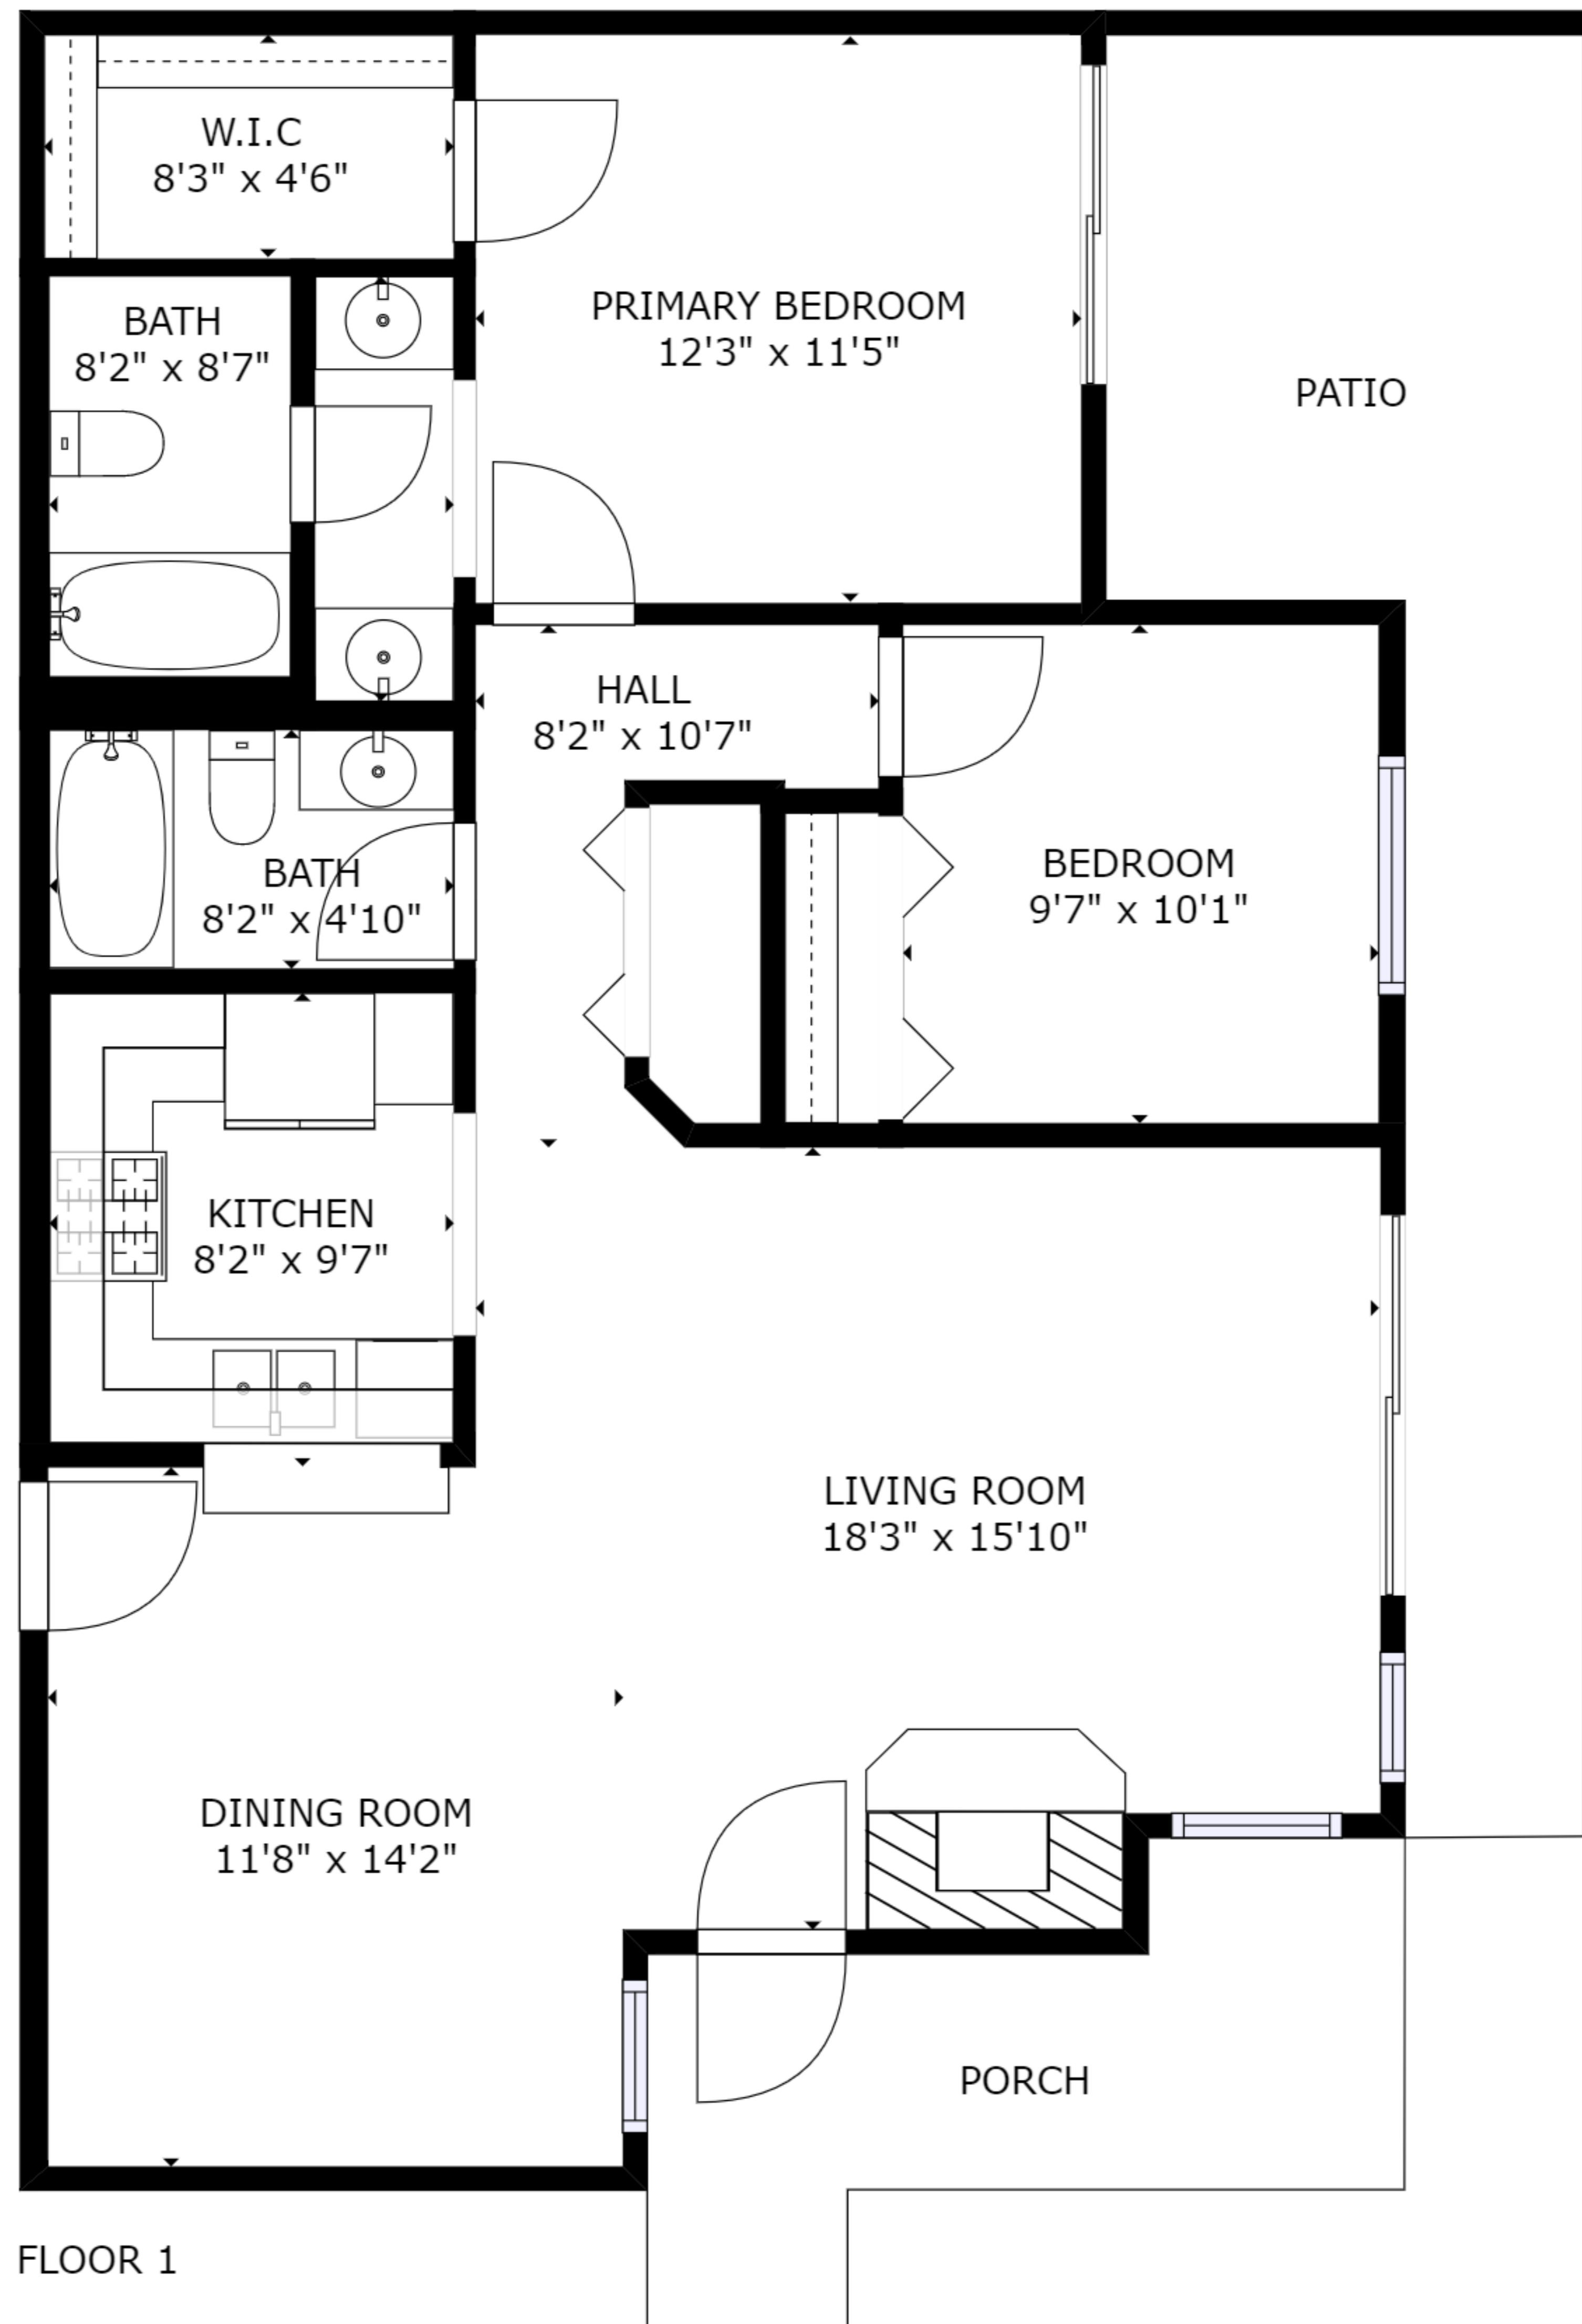 W.I.C
8'3" x 4'6"
BATH
8'2" x 8'7"
PRIMARY BEDROOM
12'3" x 11'5"
PATIO
HALL
8'2" x 10'7"
BATH
8'2" x 4'10"
BEDROOM
9'7" x 10'1"
KITCHEN
8'2" x 9'7"
LIVING ROOM
18'3" x 15'10"
DINING ROOM
11'8" x 14'2"
PORCH
FLOOR 1